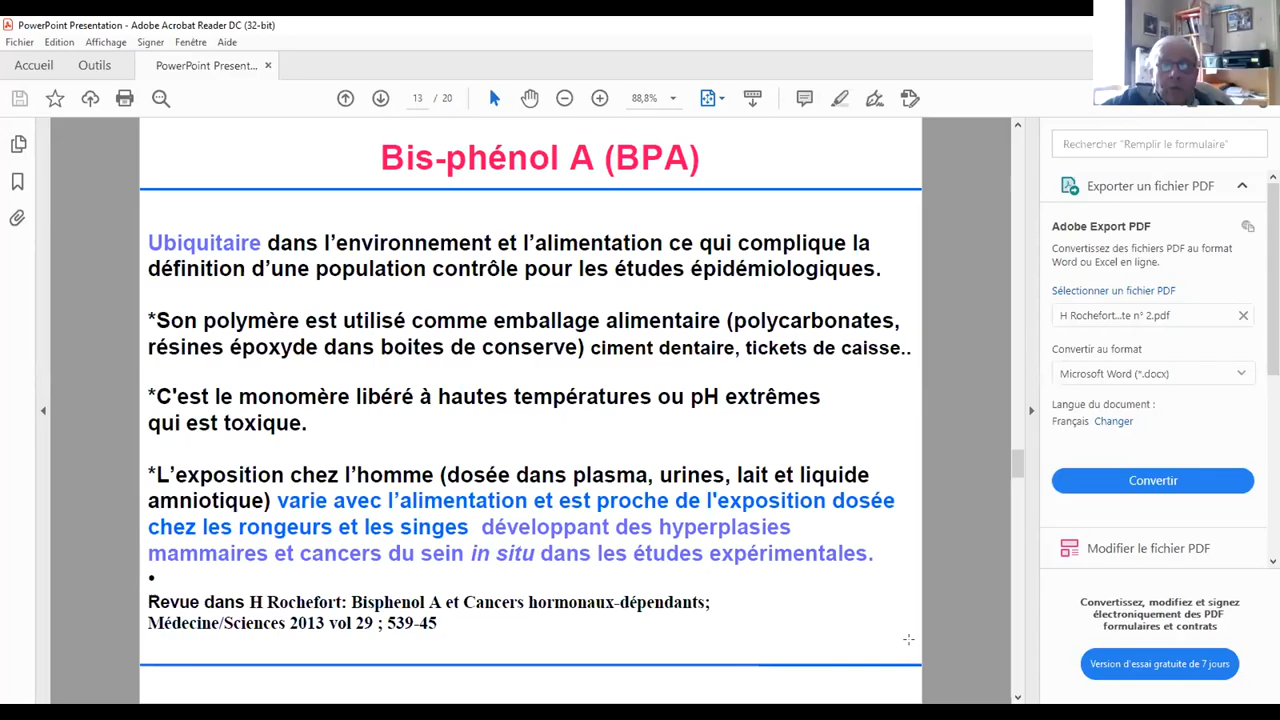 PowerPoint Presentation - Adobe Acrobat Reader DC (32-bit)
Fichier Edition Affichage Signer Fenêtre Aide
Accueil Outils PowerPoint Present... ×
13 / 20 88,8%
Bis-phénol A (BPA)
Ubiquitaire dans l’environnement et l’alimentation ce qui complique la
définition d’une population contrôle pour les études épidémiologiques.
*Son polymère est utilisé comme emballage alimentaire (polycarbonates,
résines époxyde dans boites de conserve) ciment dentaire, tickets de caisse..
*C'est le monomère libéré à hautes températures ou pH extrêmes
qui est toxique.
*L’exposition chez l’homme (dosée dans plasma, urines, lait et liquide
amniotique) varie avec l’alimentation et est proche de l'exposition dosée
chez les rongeurs et les singes développant des hyperplasies
mammaires et cancers du sein in situ dans les études expérimentales.
•
Revue dans H Rochefort: Bisphenol A et Cancers hormonaux-dépendants;
Médecine/Sciences 2013 vol 29 ; 539-45
Rechercher "Remplir le formulaire"
Exporter un fichier PDF
Adobe Export PDF
Convertissez des fichiers PDF au format
Word ou Excel en ligne.
Sélectionner un fichier PDF
H Rochefort...te n° 2.pdf
Convertir au format
Microsoft Word (*.docx)
Langue du document :
Français Changer
Convertir
Modifier le fichier PDF
Convertissez, modifiez et signez
électroniquement des PDF
formulaires et contrats
Version d'essai gratuite de 7 jours